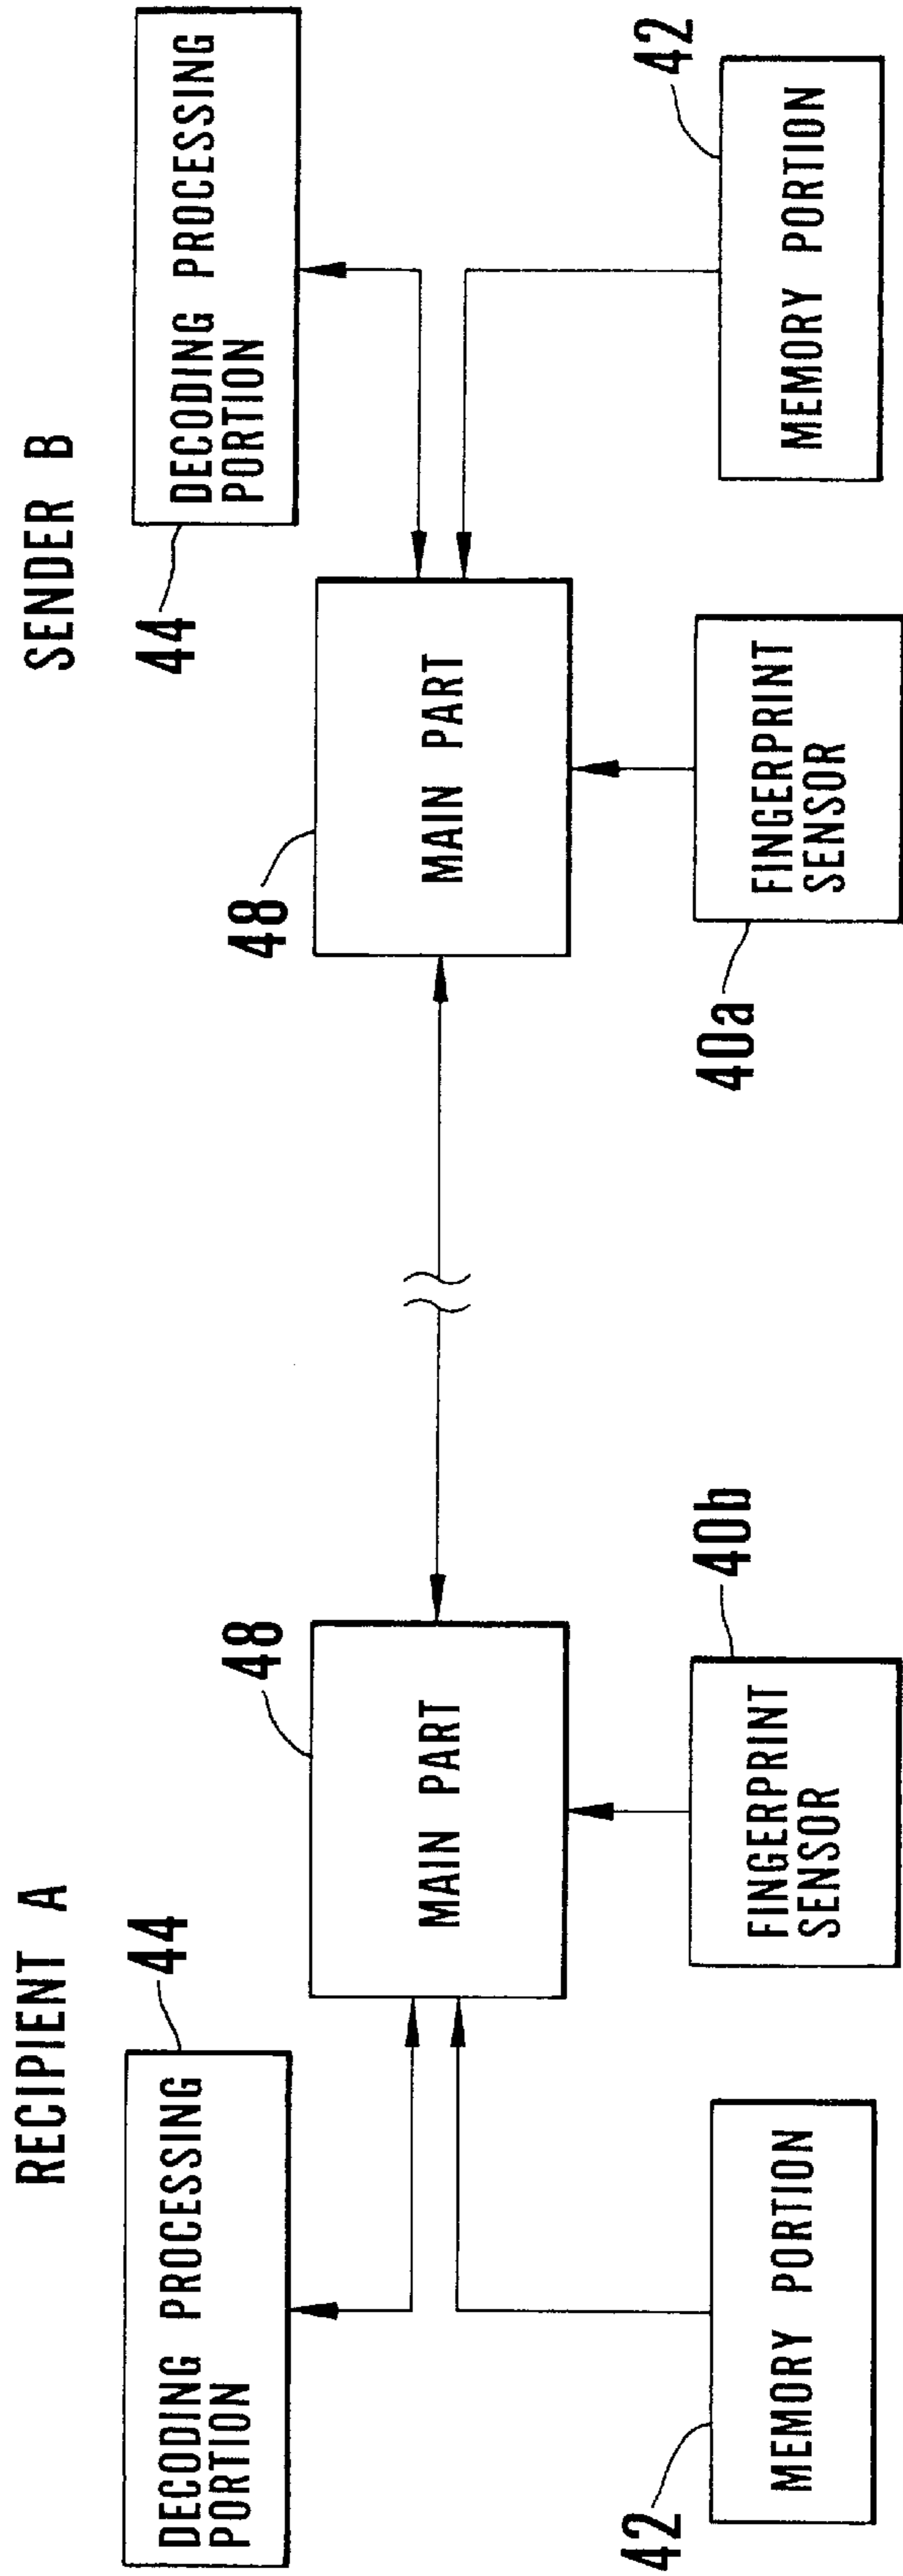 RECIPIENT A
SENDER B
DECODING PROCESSING
PORTION
44
48
MAIN PART
42
MEMORY PORTION
FINGERPRINT
SENSOR
40b
44
DECODING PROCESSING
PORTION
48
MAIN PART
40a
FINGERPRINT
SENSOR
42
MEMORY PORTION